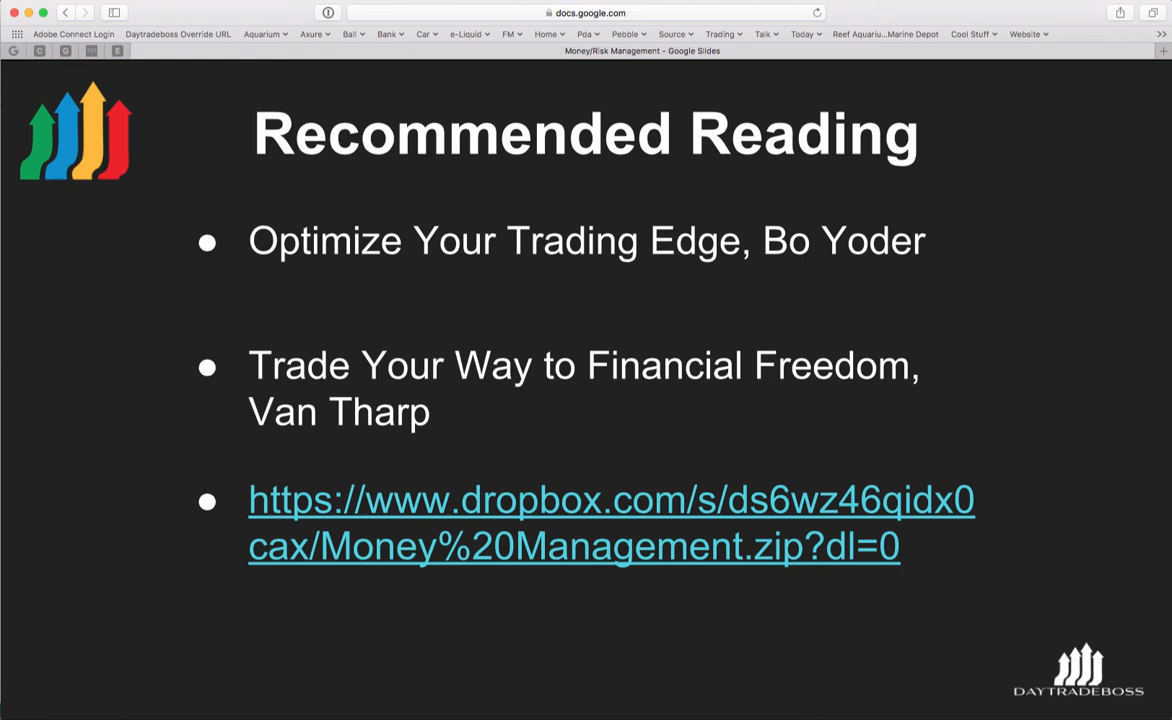 docs.google.com
Adobe Connect Login Daytradeboss Override URL Aquarium Axure Ball Bank Car e-Liquid FM Home Pda Pebble Source Trading Talk Today Reef Aquariu...Marine Depot Cool Stuff Website
G C G E Money/Risk Management - Google Slides
Recommended Reading
● Optimize Your Trading Edge, Bo Yoder
● Trade Your Way to Financial Freedom,
Van Tharp
● https://www.dropbox.com/s/ds6wz46qidx0
cax/Money%20Management.zip?dl=0
DAYTRADEBOSS